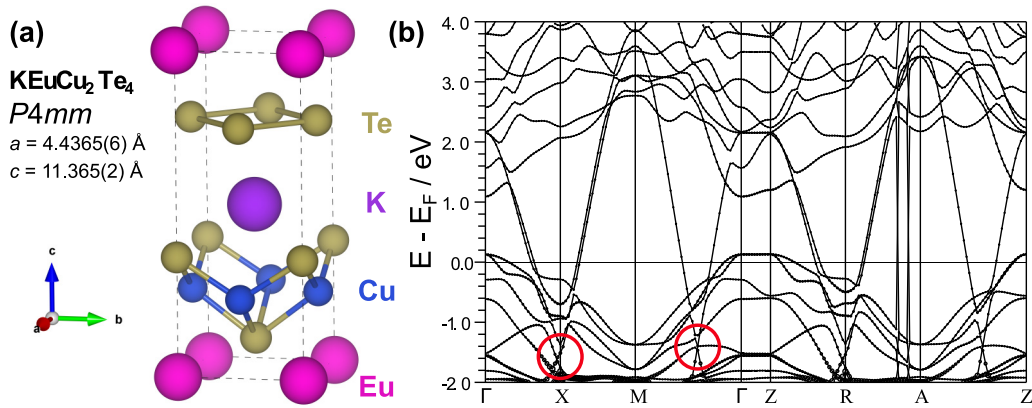 (a)
KEuCu₂ Te₄
P4mm
a = 4.4365(6) Å
c = 11.365(2) Å
Te
K
Cu
Eu
c
a
b
(b)
E - E_F / eV
4.0
3.0
2.0
1.0
0.0
-1.0
-2.0
Γ X M Γ Z R A Z